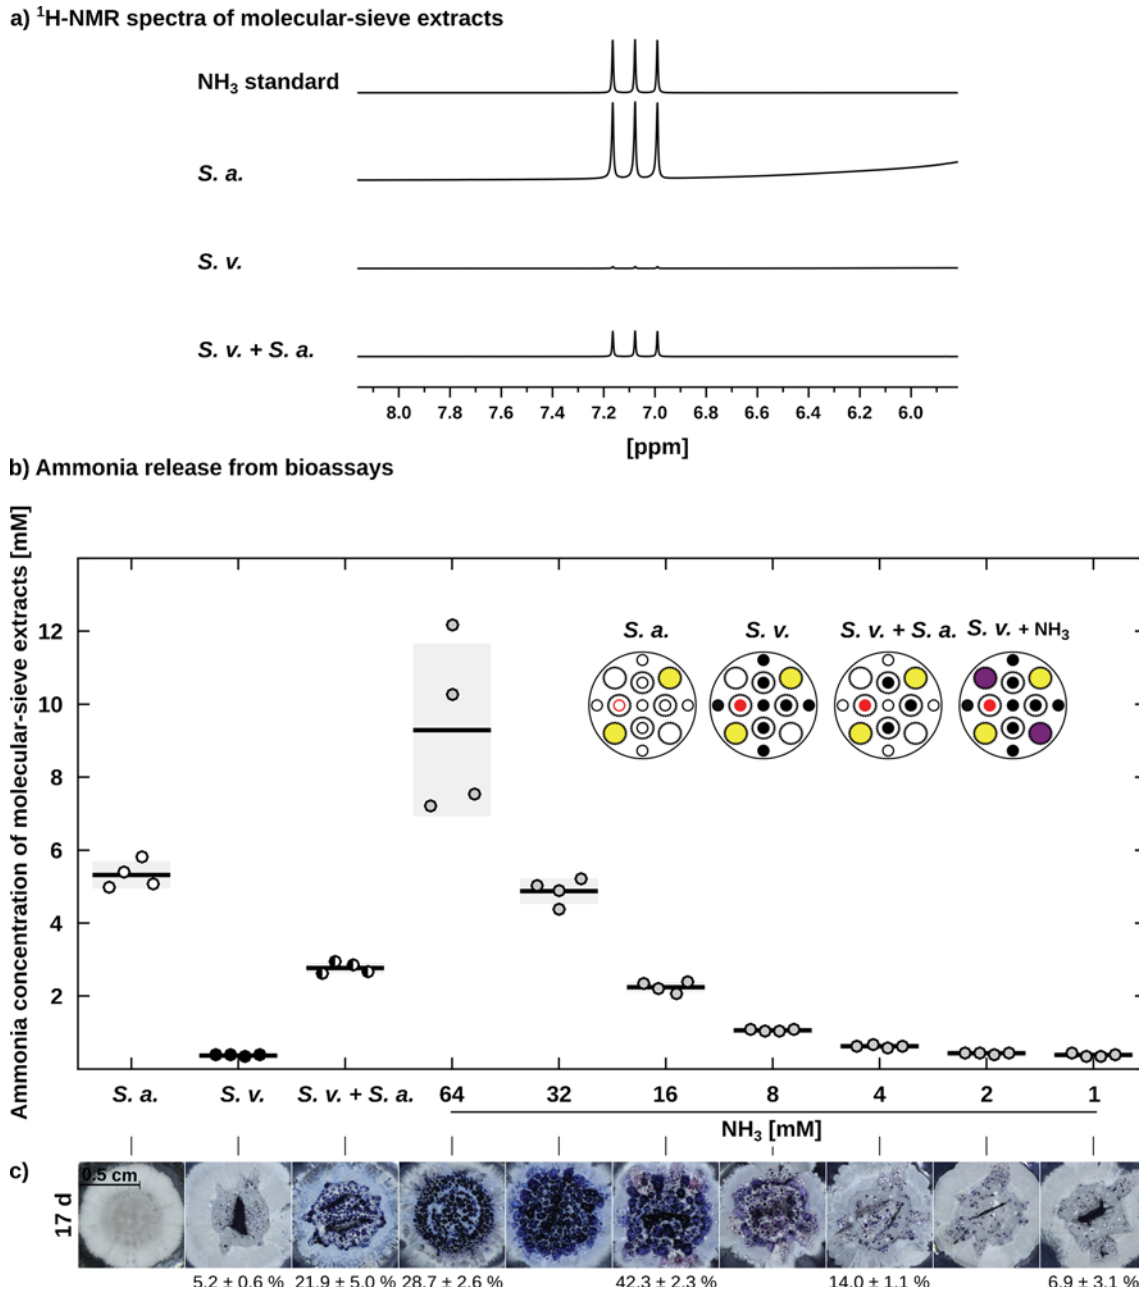 a) ¹H-NMR spectra of molecular-sieve extracts
NH₃ standard
S. a.
S. v.
S. v. + S. a.
8.0 7.8 7.6 7.4 7.2 7.0 6.8 6.6 6.4 6.2 6.0
[ppm]
b) Ammonia release from bioassays
Ammonia concentration of molecular-sieve extracts [mM]
12
10
8
6
4
2
S. a. S. v. S. v. + S. a. S. v. + NH₃
S. a. S. v. S. v. + S. a. 64 32 16 8 4 2 1
NH₃ [mM]
c)
0.5 cm
17 d
5.2 ± 0.6 % 21.9 ± 5.0 % 28.7 ± 2.6 % 42.3 ± 2.3 % 14.0 ± 1.1 % 6.9 ± 3.1 %